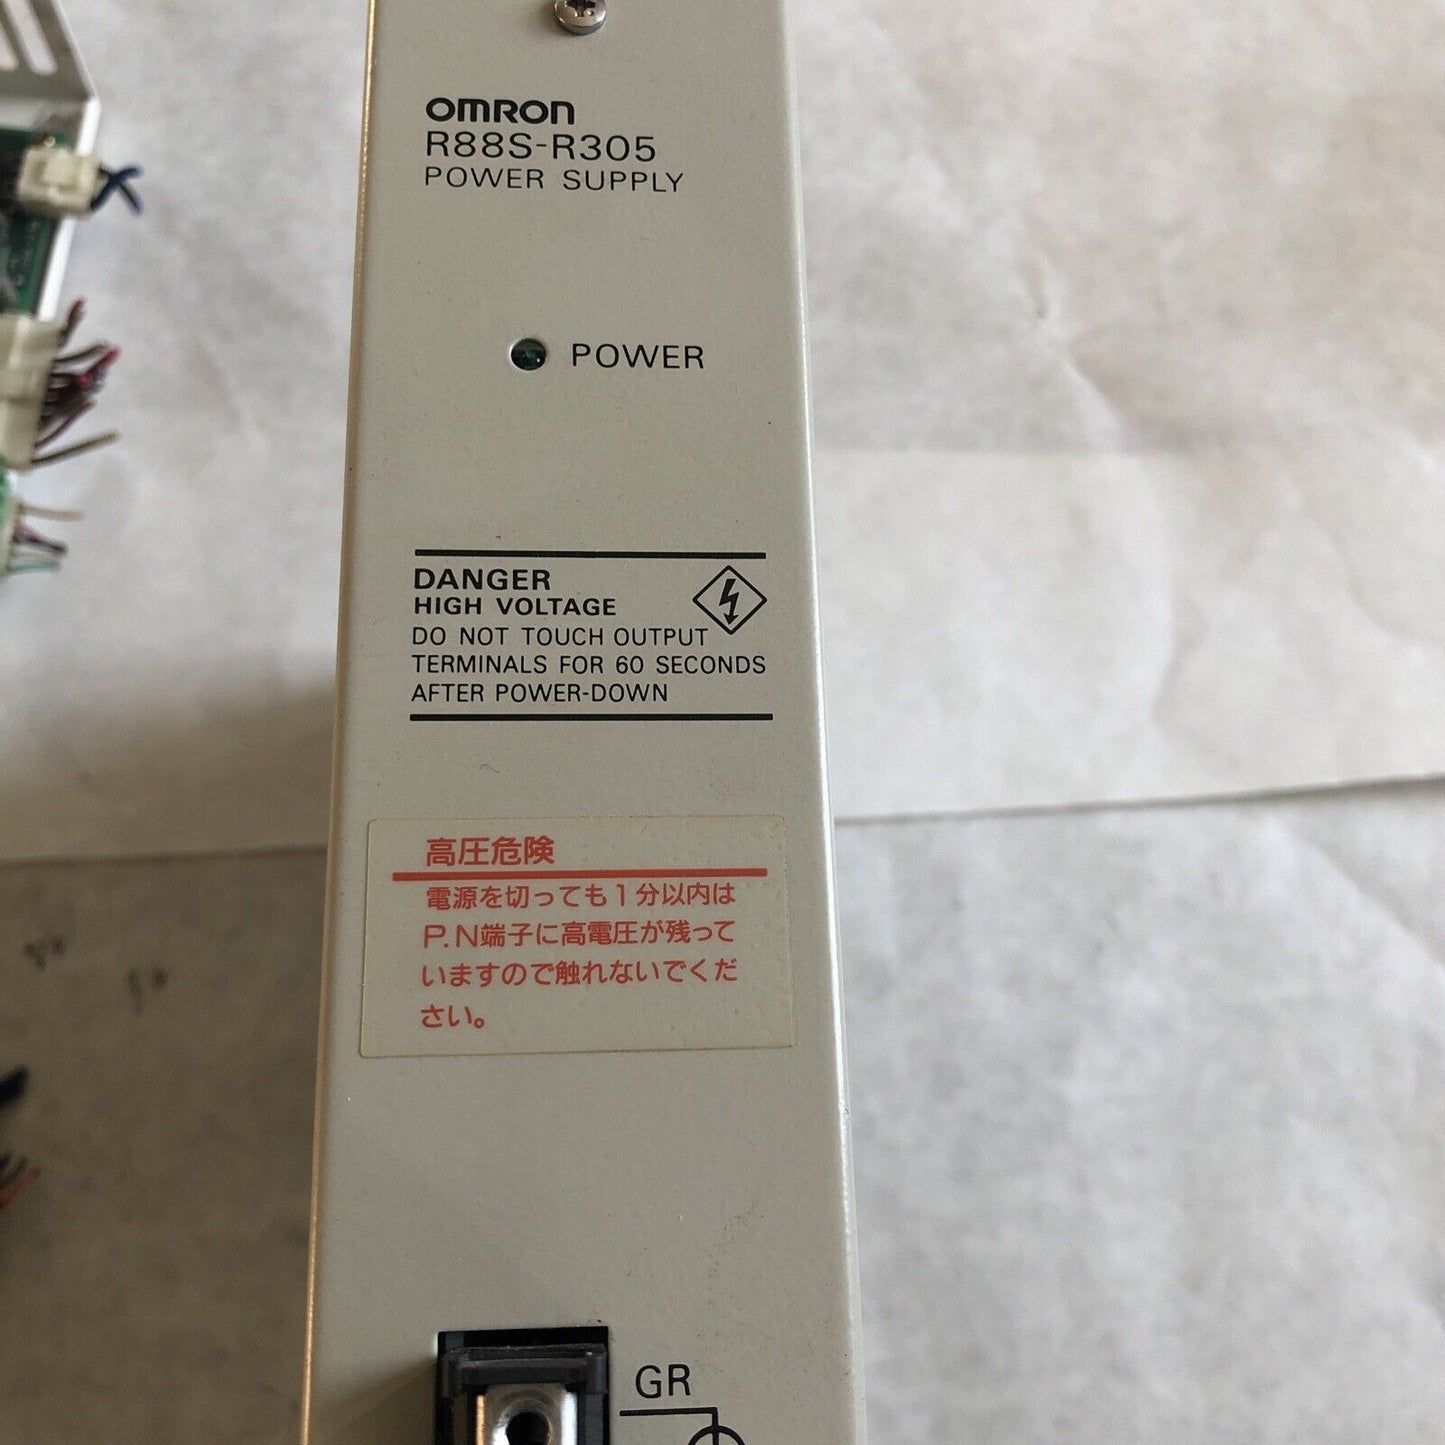 OMRON
R88S-R305
POWER SUPPLY
POWER
DANGER
HIGH VOLTAGE
DO NOT TOUCH OUTPUT
TERMINALS FOR 60 SECONDS
AFTER POWER-DOWN
高圧危険
電源を切っても1分以内は
P.N端子に高電圧が残って
いますので触れないでくだ
さい。
GR